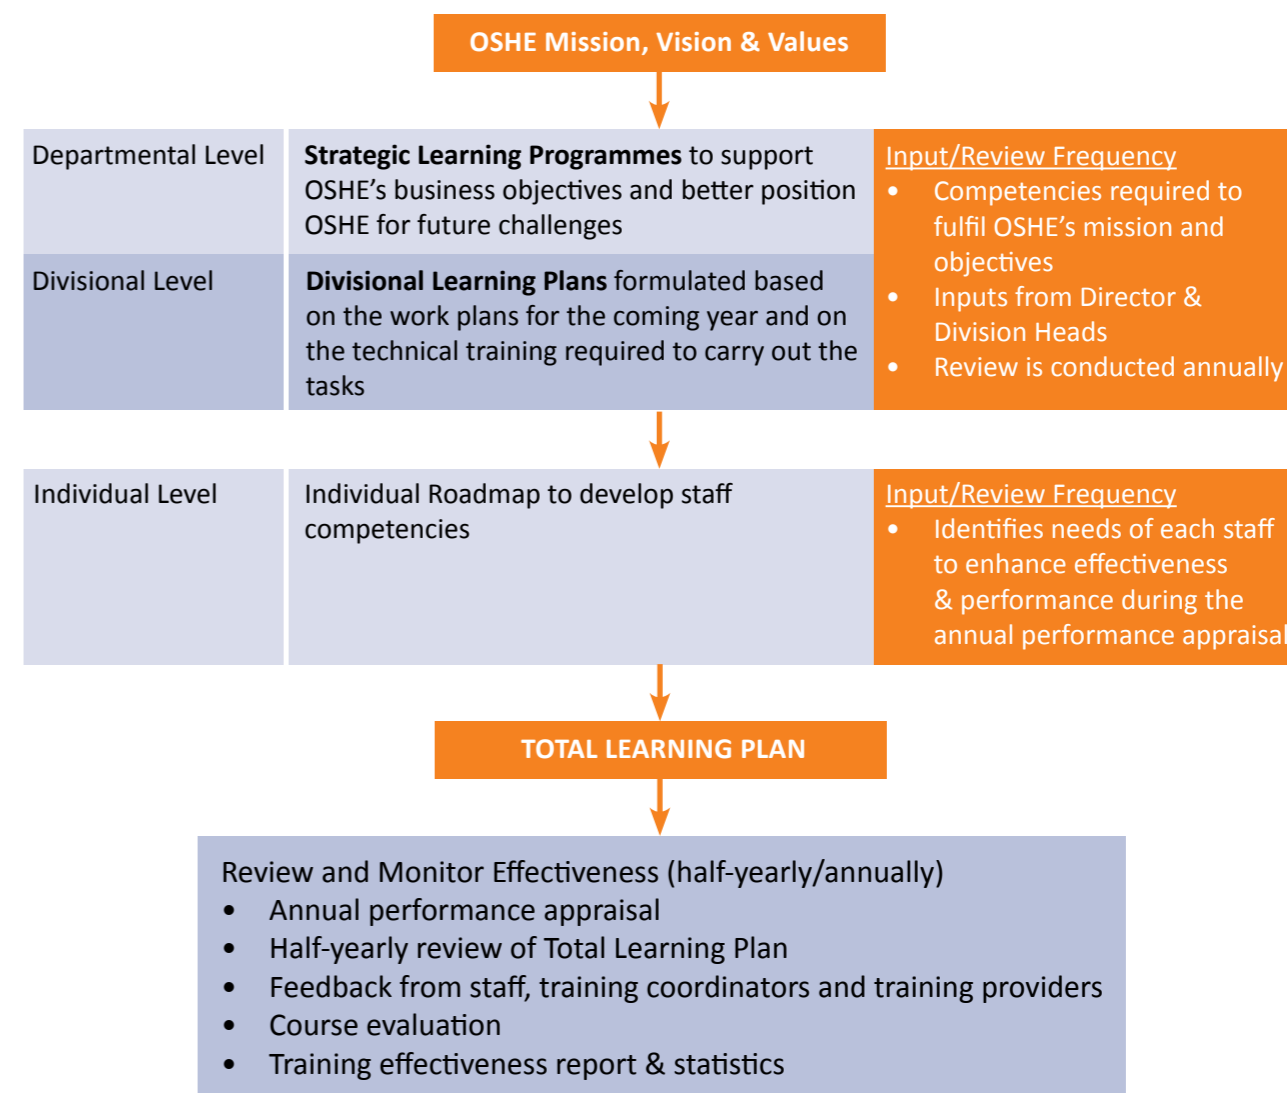 OSHE Mission, Vision & Values
Departmental Level
Strategic Learning Programmes to support
OSHE's business objectives and better position
OSHE for future challenges
Input/Review Frequency
• Competencies required to
fulfil OSHE's mission and
objectives
• Inputs from Director &
Division Heads
• Review is conducted annually
Divisional Level
Divisional Learning Plans formulated based
on the work plans for the coming year and on
the technical training required to carry out the
tasks
Individual Level
Individual Roadmap to develop staff
competencies
Input/Review Frequency
• Identifies needs of each staff
to enhance effectiveness
& performance during the
annual performance appraisal
TOTAL LEARNING PLAN
Review and Monitor Effectiveness (half-yearly/annually)
• Annual performance appraisal
• Half-yearly review of Total Learning Plan
• Feedback from staff, training coordinators and training providers
• Course evaluation
• Training effectiveness report & statistics